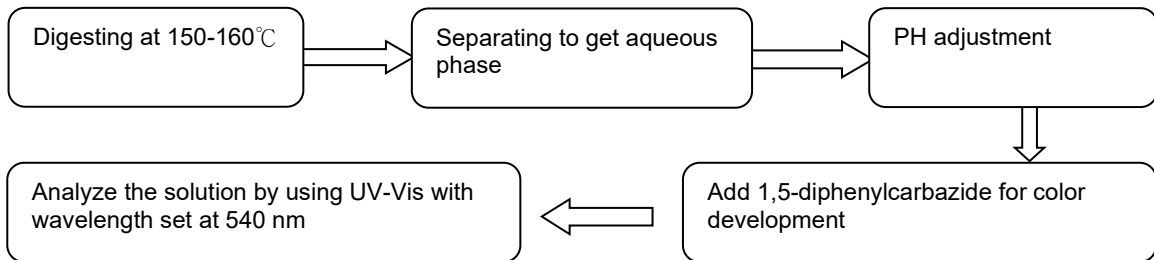 Digesting at 150-160℃
Separating to get aqueous
phase
PH adjustment
Add 1,5-diphenylcarbazide for color
development
Analyze the solution by using UV-Vis with
wavelength set at 540 nm